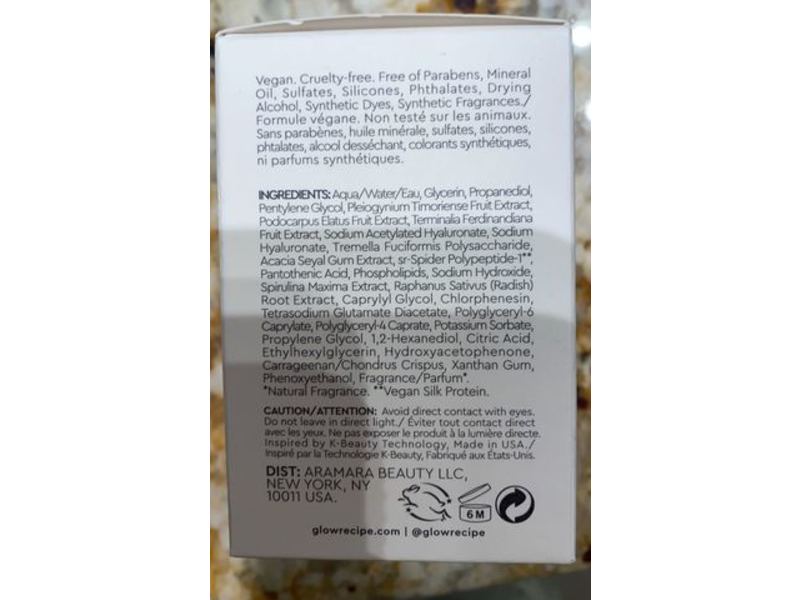 Vegan. Cruelty-free. Free of Parabens, Mineral
Oil, Sulfates, Silicones, Phthalates, Drying
Alcohol, Synthetic Dyes, Synthetic Fragrances./
Formule végane. Non testé sur les animaux.
Sans parabènes, huile minérale, sulfates, silicones,
phtalates, alcool desséchant, colorants synthétiques,
ni parfums synthétiques.
INGREDIENTS: Aqua/Water/Eau, Glycerin, Propanediol,
Pentylene Glycol, Pleiogynium Timoriense Fruit Extract,
Podocarpus Elatus Fruit Extract, Terminalia Ferdinandiana
Fruit Extract, Sodium Acetylated Hyaluronate, Sodium
Hyaluronate, Tremella Fuciformis Polysaccharide,
Acacia Seyal Gum Extract, sr-Spider Polypeptide-1**,
Pantothenic Acid, Phospholipids, Sodium Hydroxide,
Spirulina Maxima Extract, Raphanus Sativus (Radish)
Root Extract, Caprylyl Glycol, Chlorphenesin,
Tetrasodium Glutamate Diacetate, Polyglyceryl-6
Caprylate, Polyglyceryl-4 Caprate, Potassium Sorbate,
Propylene Glycol, 1,2-Hexanediol, Citric Acid,
Ethylhexylglycerin, Hydroxyacetophenone,
Carrageenan/Chondrus Crispus, Xanthan Gum,
Phenoxyethanol, Fragrance/Parfum*.
*Natural Fragrance. **Vegan Silk Protein.
CAUTION/ATTENTION: Avoid direct contact with eyes.
Do not leave in direct light./ Éviter tout contact direct
avec les yeux. Ne pas exposer le produit à la lumière directe.
Inspired by K-Beauty Technology, Made in USA./
Inspiré par la Technologie K-Beauty, Fabriqué aux États-Unis.
DIST: ARAMARA BEAUTY LLC,
NEW YORK, NY
10011 USA.
6 M
glowrecipe.com | @glowrecipe